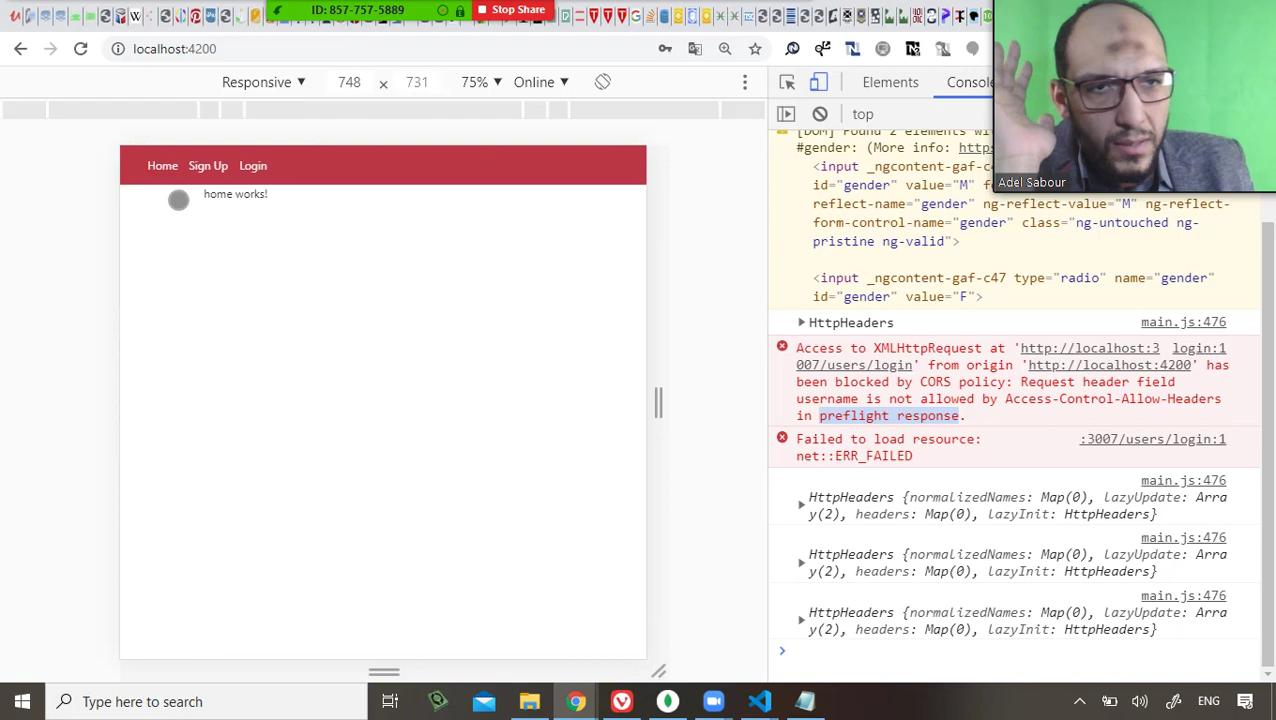 ID: 857-757-5889
Stop Share
localhost:4200
Responsive 748 × 731 75% Online
Elements Console
top
[DOM] Found 2 elements wi
#gender: (More info: https:
<input _ngcontent-gaf-c
id="gender" value="M" fo
reflect-name="gender" ng-reflect-value="M" ng-reflect-
form-control-name="gender" class="ng-untouched ng-
pristine ng-valid">
<input _ngcontent-gaf-c47 type="radio" name="gender"
id="gender" value="F">
HttpHeaders main.js:476
Access to XMLHttpRequest at 'http://localhost:3 login:1
007/users/login' from origin 'http://localhost:4200' has
been blocked by CORS policy: Request header field
username is not allowed by Access-Control-Allow-Headers
in preflight response.
Failed to load resource: :3007/users/login:1
net::ERR_FAILED
main.js:476
HttpHeaders {normalizedNames: Map(0), lazyUpdate: Arra
y(2), headers: Map(0), lazyInit: HttpHeaders}
main.js:476
HttpHeaders {normalizedNames: Map(0), lazyUpdate: Arra
y(2), headers: Map(0), lazyInit: HttpHeaders}
main.js:476
HttpHeaders {normalizedNames: Map(0), lazyUpdate: Arra
y(2), headers: Map(0), lazyInit: HttpHeaders}
Home Sign Up Login
home works!
Adel Sabour
Type here to search
ENG